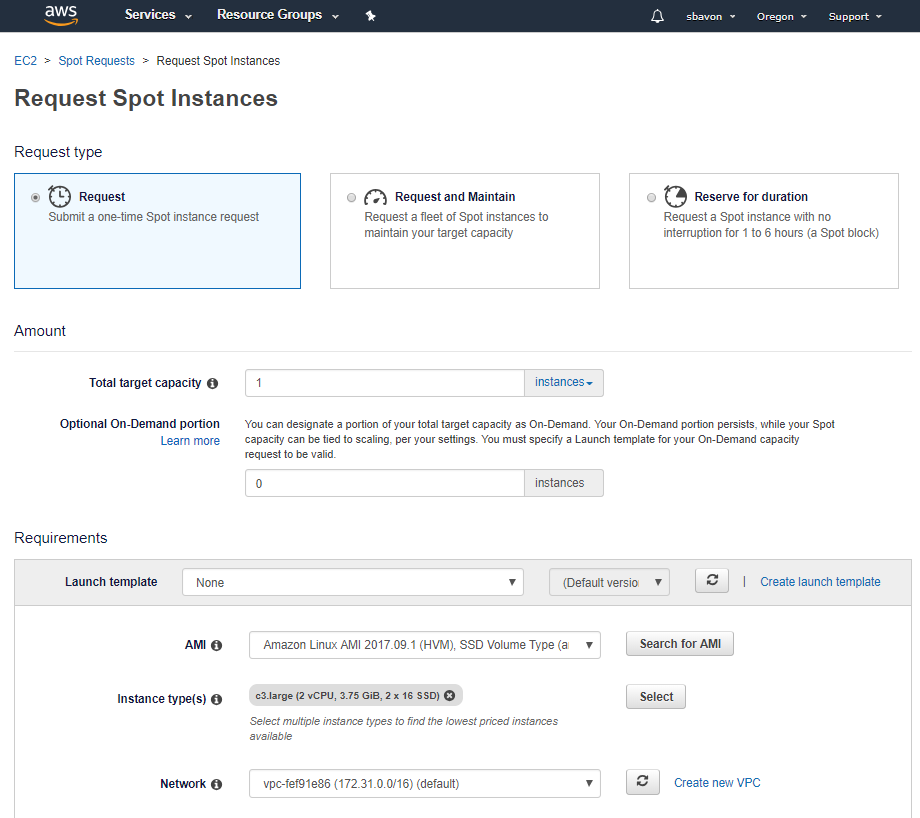 aws Services Resource Groups sbavon Oregon Support
EC2 > Spot Requests > Request Spot Instances
Request Spot Instances
Request type
Request
Submit a one-time Spot instance request
Request and Maintain
Request a fleet of Spot instances to
maintain your target capacity
Reserve for duration
Request a Spot instance with no
interruption for 1 to 6 hours (a Spot block)
Amount
Total target capacity 1 instances
Optional On-Demand portion
Learn more
You can designate a portion of your total target capacity as On-Demand. Your On-Demand portion persists, while your Spot
capacity can be tied to scaling, per your settings. You must specify a Launch template for your On-Demand capacity
request to be valid.
0 instances
Requirements
Launch template None (Default versio | Create launch template
AMI Amazon Linux AMI 2017.09.1 (HVM), SSD Volume Type (a Search for AMI
Instance type(s) c3.large (2 vCPU, 3.75 GiB, 2 x 16 SSD) Select
Select multiple instance types to find the lowest priced instances
available
Network vpc-fef91e86 (172.31.0.0/16) (default) Create new VPC